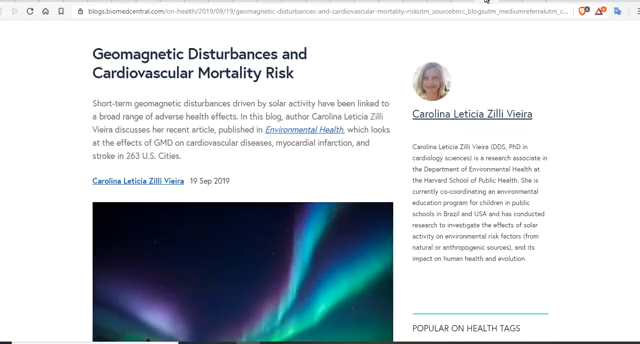 blogs.biomedcentral.com/on-health/2019/09/19/geomagnetic-disturbances-and-cardiovascular-mortality-riskutm_sourcebmc_blogsutm_mediumreferralutm_c...
Geomagnetic Disturbances and
Cardiovascular Mortality Risk
Short-term geomagnetic disturbances driven by solar activity have been linked to
a broad range of adverse health effects. In this blog, author Carolina Leticia Zilli
Vieira discusses her recent article, published in Environmental Health, which looks
at the effects of GMD on cardiovascular diseases, myocardial infarction, and
stroke in 263 U.S. Cities.
Carolina Leticia Zilli Vieira 19 Sep 2019
Carolina Leticia Zilli Vieira
Carolina Leticia Zilli Vieira (DDS, PhD in
cardiology sciences) is a research associate in
the Department of Environmental Health at
the Harvard School of Public Health. She is
currently co-coordinating an environmental
education program for children in public
schools in Brazil and USA and has conducted
research to investigate the effects of solar
activity on environmental risk factors (from
natural or anthropogenic sources), and its
impact on human health and evolution.
POPULAR ON HEALTH TAGS